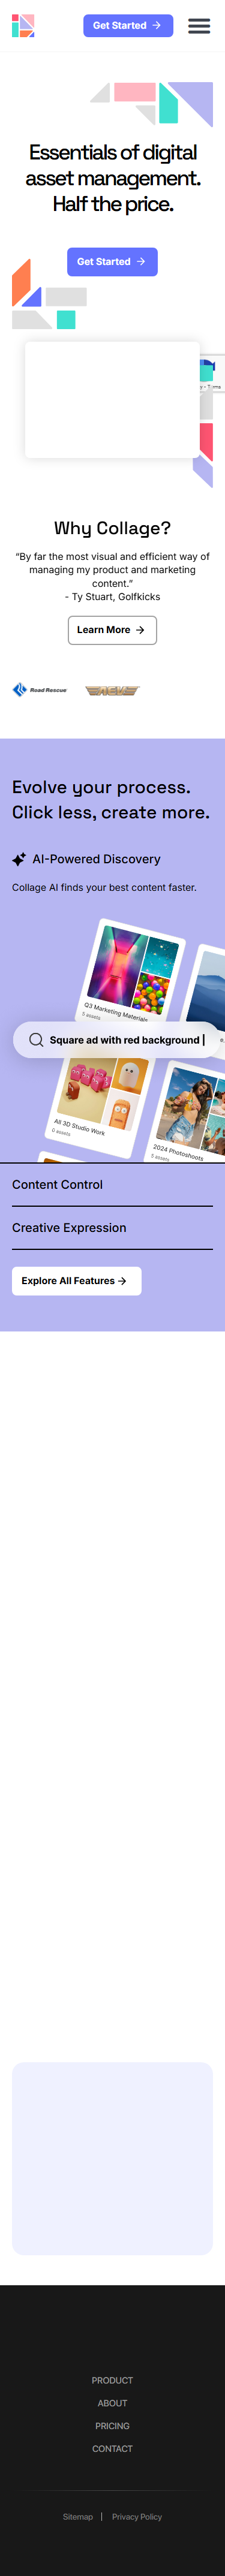 Get Started
Essentials of digital
asset management.
Half the price.
Get Started
Why Collage?
“By far the most visual and efficient way of
managing my product and marketing
content.”
- Ty Stuart, Golfkicks
Learn More
Road Rescue
Evolve your process.
Click less, create more.
AI-Powered Discovery
Collage AI finds your best content faster.
Q3 Marketing Materials
5 assets
Square ad with red background |
All 3D Studio Work
0 assets
2024 Photoshoots
5 assets
Content Control
Creative Expression
Explore All Features
PRODUCT
ABOUT
PRICING
CONTACT
Sitemap | Privacy Policy